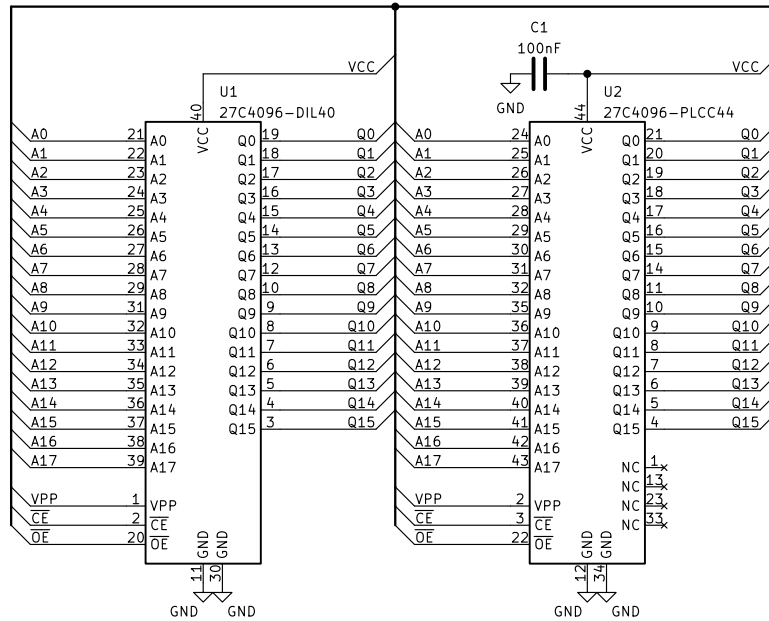 C1
100nF
VCC
VCC
GND
U1
27C4096-DIL40
U2
27C4096-PLCC44
40
VCC
44
VCC
A0 21 A0 Q0 19 Q0
A1 22 A1 Q1 18 Q1
A2 23 A2 Q2 17 Q2
A3 24 A3 Q3 16 Q3
A4 25 A4 Q4 15 Q4
A5 26 A5 Q5 14 Q5
A6 27 A6 Q6 13 Q6
A7 28 A7 Q7 12 Q7
A8 29 A8 Q8 10 Q8
A9 31 A9 Q9 9 Q9
A10 32 A10 Q10 8 Q10
A11 33 A11 Q11 7 Q11
A12 34 A12 Q12 6 Q12
A13 35 A13 Q13 5 Q13
A14 36 A14 Q14 4 Q14
A15 37 A15 Q15 3 Q15
A16 38 A16
A17 39 A17
VPP 1 VPP
CE 2 CE
OE 20 OE
GND GND
11 30
GND GND
A0 24 A0 Q0 21 Q0
A1 25 A1 Q1 20 Q1
A2 26 A2 Q2 19 Q2
A3 27 A3 Q3 18 Q3
A4 28 A4 Q4 17 Q4
A5 29 A5 Q5 16 Q5
A6 30 A6 Q6 15 Q6
A7 31 A7 Q7 14 Q7
A8 32 A8 Q8 11 Q8
A9 35 A9 Q9 10 Q9
A10 36 A10 Q10 9 Q10
A11 37 A11 Q11 8 Q11
A12 38 A12 Q12 7 Q12
A13 39 A13 Q13 6 Q13
A14 40 A14 Q14 5 Q14
A15 41 A15 Q15 4 Q15
A16 42 A16
A17 43 A17 NC 1
NC 13
VPP 2 VPP NC 23
CE 3 CE NC 33
OE 22 OE
GND GND
12 34
GND GND